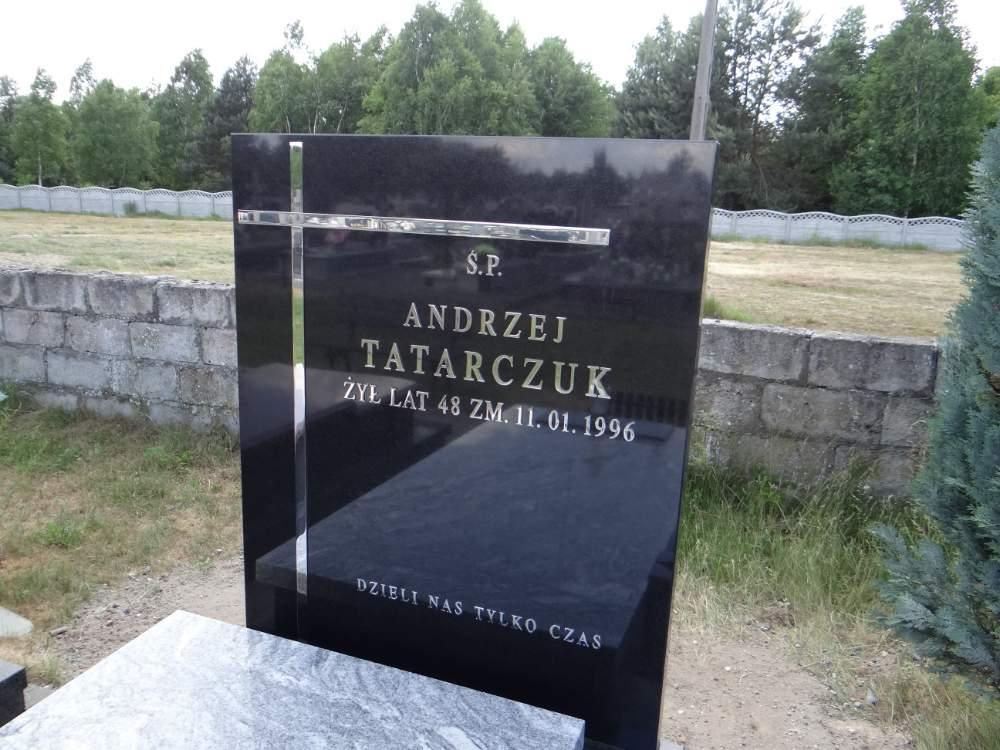 Ś.P.
ANDRZEJ
TATARCZUK
ŻYŁ LAT 48 ZM. 11. 01. 1996
DZIELI NAS TYLKO CZAS